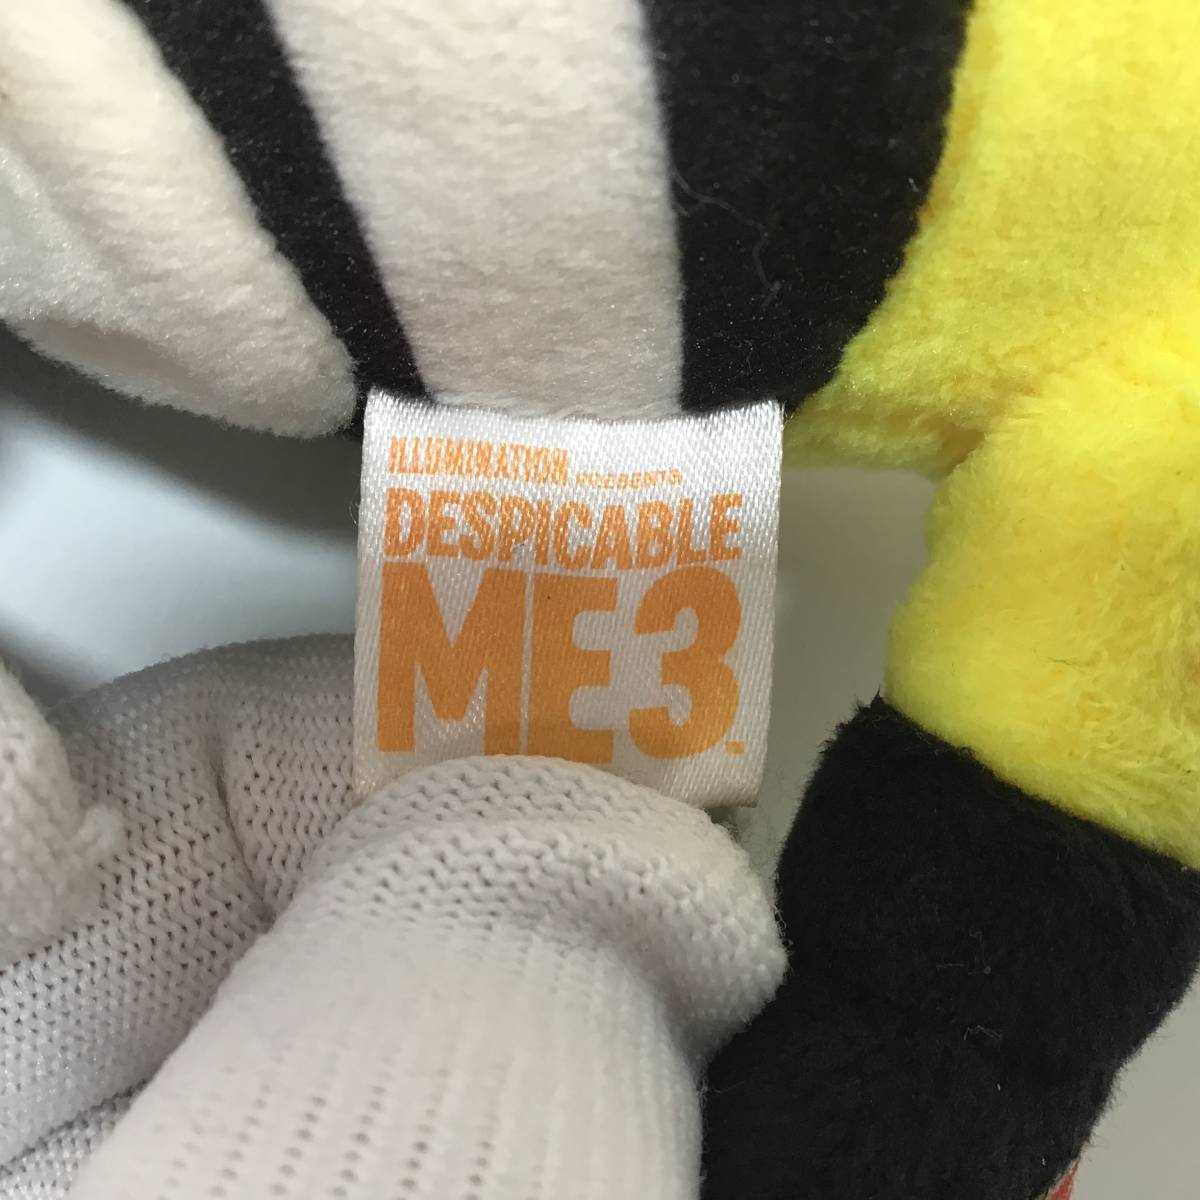 ILLUMINATION PRESENTS
DESPICABLE
ME3